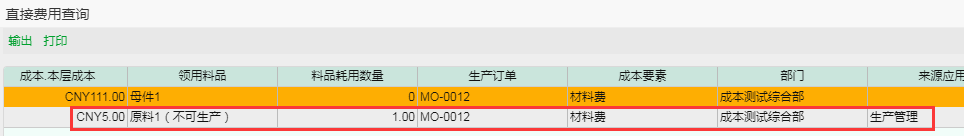 直接费用查询
输出 打印
成本.本层成本 领用料品 料品耗用数量 生产订单 成本要素 部门 来源应用
CNY111.00 母件1 0 MO-0012 材料费 成本测试综合部
CNY5.00 原料1（不可生产） 1.00 MO-0012 材料费 成本测试综合部 生产管理